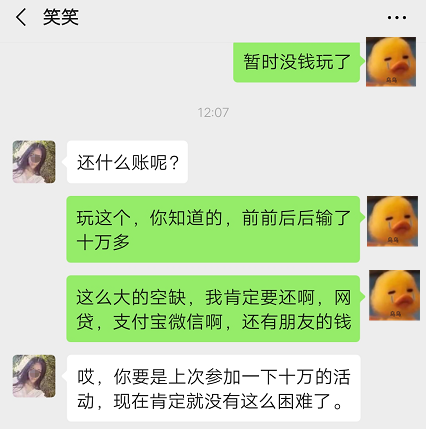 笑笑
暂时没钱玩了
12:07
还什么账呢?
玩这个，你知道的，前前后后输了
十万多
这么大的空缺，我肯定要还啊，网
贷，支付宝微信啊，还有朋友的钱
哎，你要是上次参加一下十万的活
动，现在肯定就没有这么困难了。